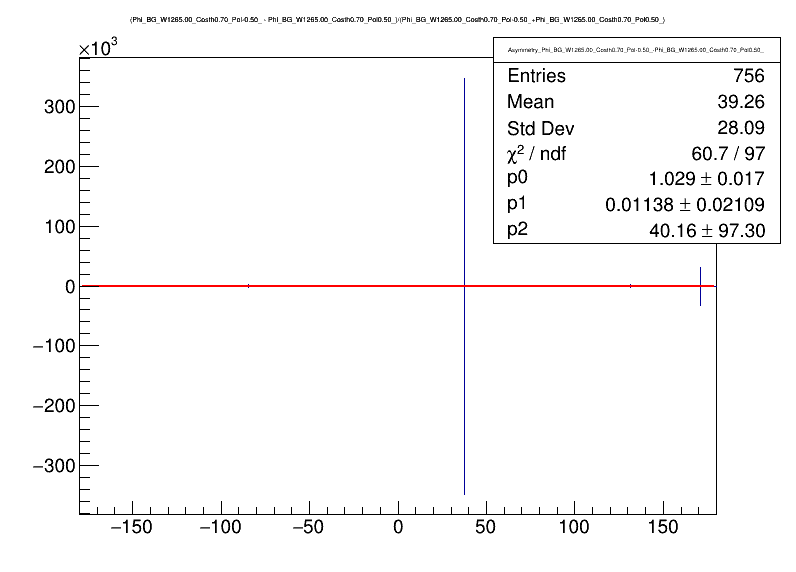 (Phi_BG_W1265.00_Costh0.70_Pol-0.50_ - Phi_BG_W1265.00_Costh0.70_Pol0.50_)/(Phi_BG_W1265.00_Costh0.70_Pol-0.50_+Phi_BG_W1265.00_Costh0.70_Pol0.50_)
×10³
Asymmetry_Phi_BG_W1265.00_Costh0.70_Pol-0.50_-Phi_BG_W1265.00_Costh0.70_Pol0.50_
Entries 756
Mean 39.26
Std Dev 28.09
χ² / ndf 60.7 / 97
p0 1.029 ± 0.017
p1 0.01138 ± 0.02109
p2 40.16 ± 97.30
300
200
100
0
−100
−200
−300
−150 −100 −50 0 50 100 150